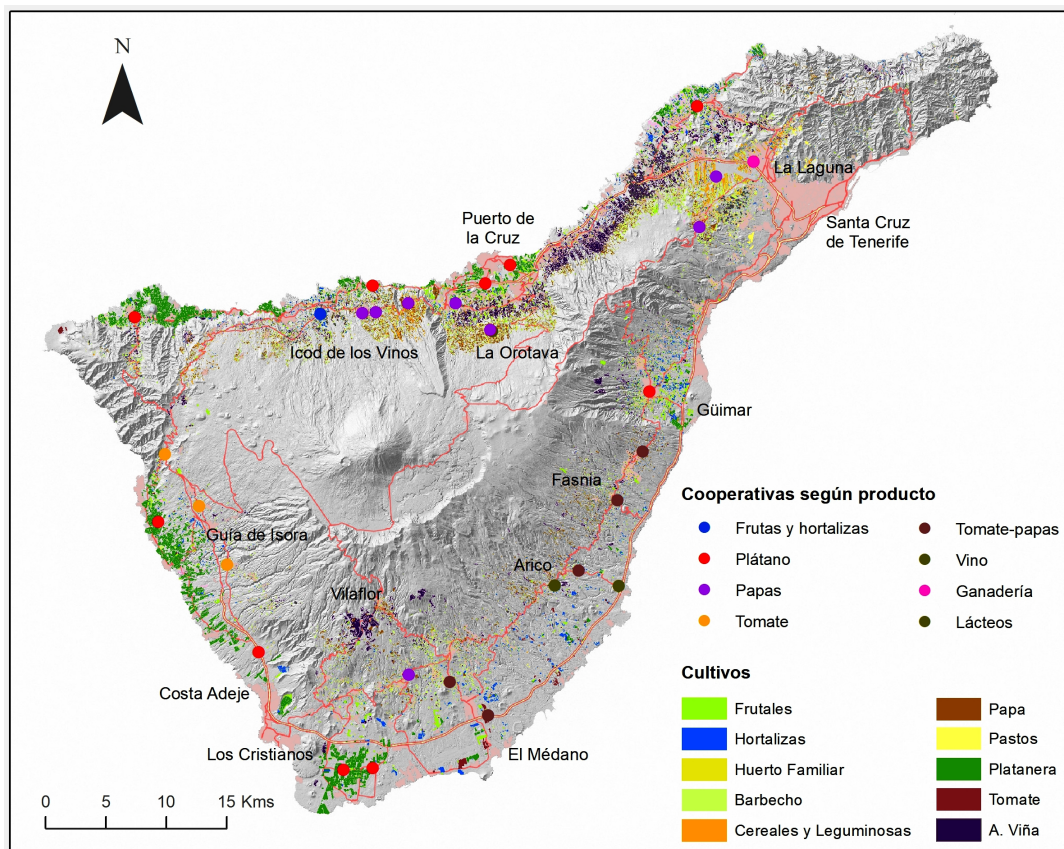 N
La Laguna
Puerto de
la Cruz
Santa Cruz
de Tenerife
Icod de los Vinos
La Orotava
Güimar
Fasnia
Guía de Isora
Arico
Vilaflor
Costa Adeje
Los Cristianos
El Médano
0 5 10 15 Kms
Cooperativas según producto
Frutas y hortalizas
Plátano
Papas
Tomate
Tomate-papas
Vino
Ganadería
Lácteos
Cultivos
Frutales
Hortalizas
Huerto Familiar
Barbecho
Cereales y Leguminosas
Papa
Pastos
Platanera
Tomate
A. Viña